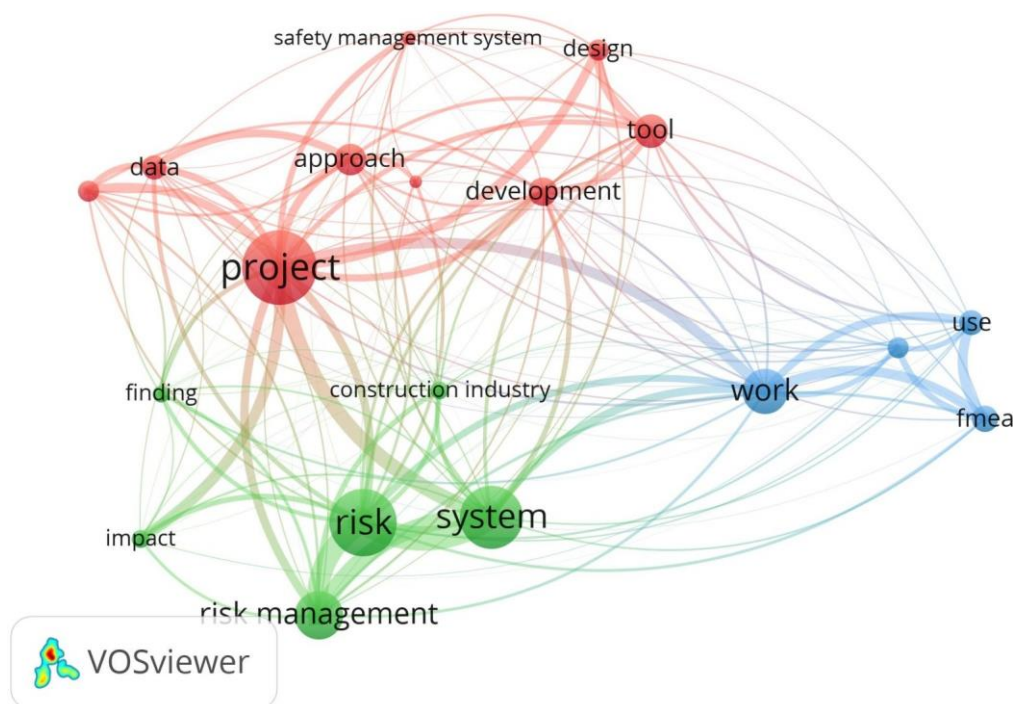 safety management system
design
tool
data
approach
development
project
use
finding
construction industry
work
fmea
risk
system
impact
risk management
VOSviewer